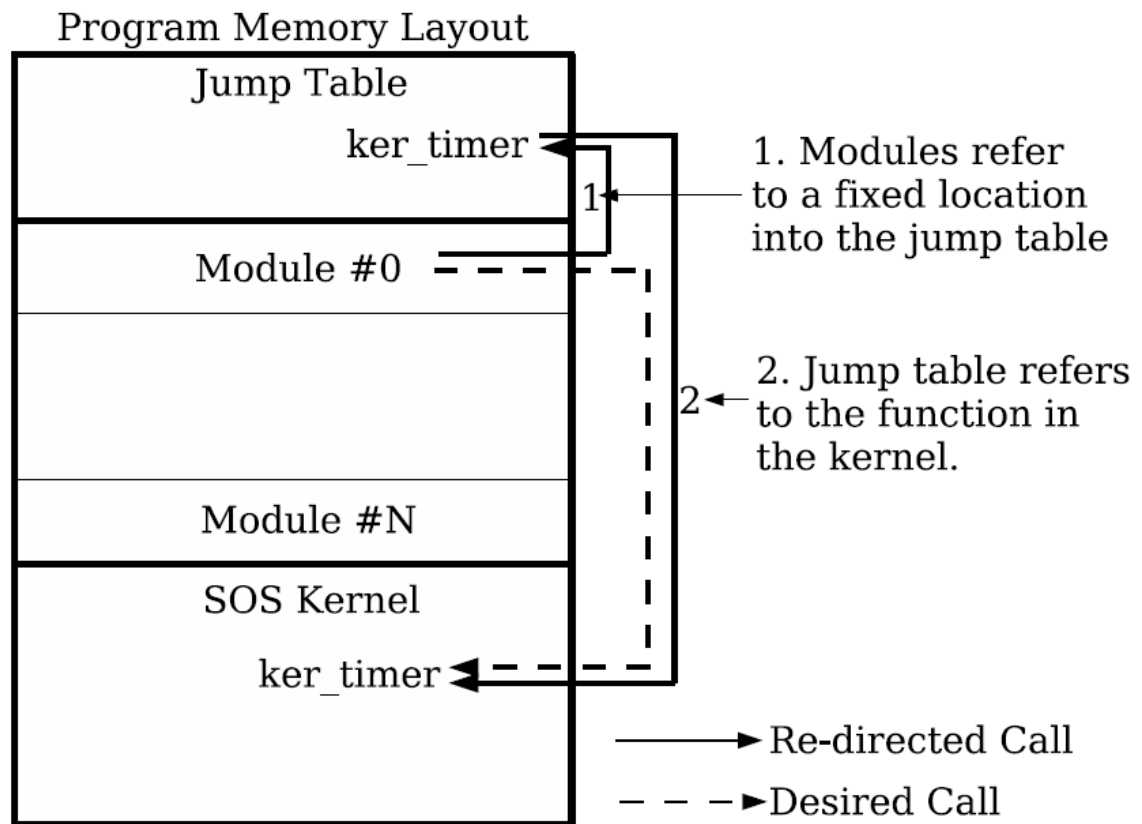 Program Memory Layout
Jump Table
ker_timer
1
1. Modules refer
to a fixed location
into the jump table
Module #0
2
2. Jump table refers
to the function in
the kernel.
Module #N
SOS Kernel
ker_timer
Re-directed Call
Desired Call